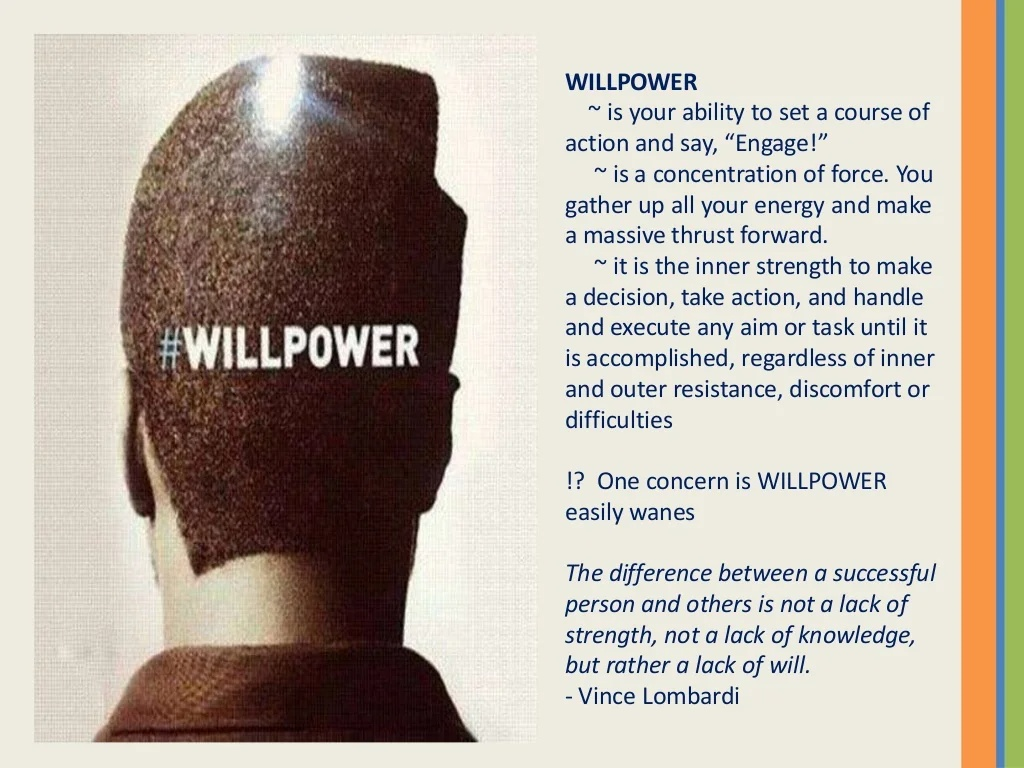 #WILLPOWER
WILLPOWER
~ is your ability to set a course of
action and say, “Engage!”
~ is a concentration of force. You
gather up all your energy and make
a massive thrust forward.
~ it is the inner strength to make
a decision, take action, and handle
and execute any aim or task until it
is accomplished, regardless of inner
and outer resistance, discomfort or
difficulties
!? One concern is WILLPOWER
easily wanes
The difference between a successful
person and others is not a lack of
strength, not a lack of knowledge,
but rather a lack of will.
- Vince Lombardi